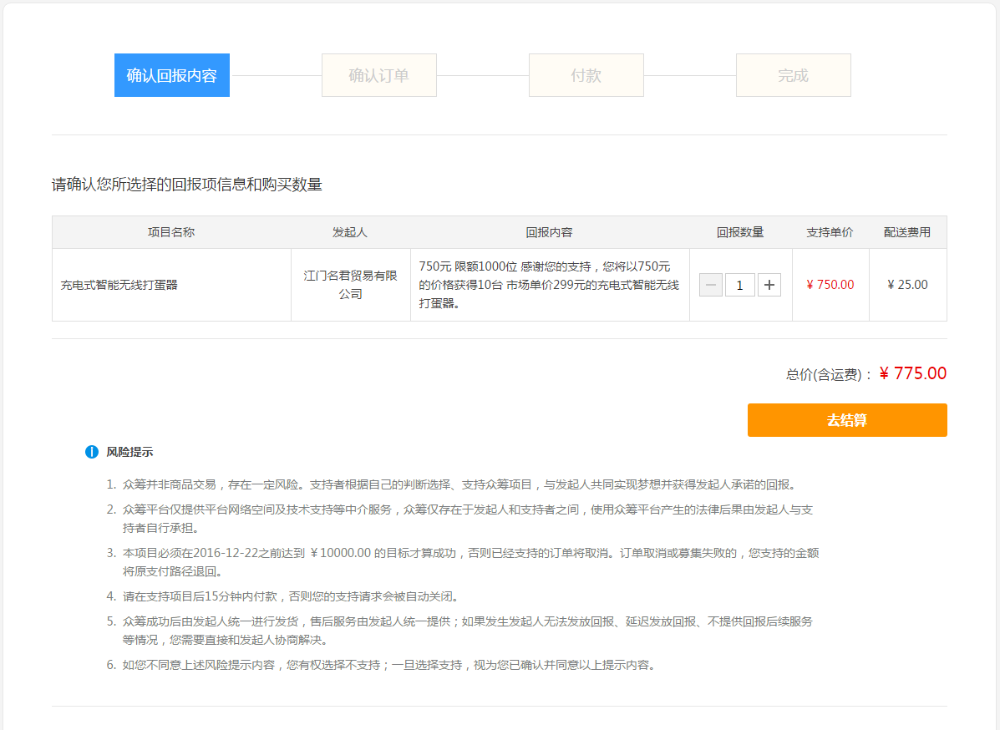 确认回报内容
确认订单
付款
完成
请确认您所选择的回报项信息和购买数量
项目名称 发起人 回报内容 回报数量 支持单价 配送费用
充电式智能无线打蛋器
江门名君贸易有限
公司
750元 限额1000位 感谢您的支持，您将以750元
的价格获得10台 市场单价299元的充电式智能无线
打蛋器。
－ 1 +
¥ 750.00
¥ 25.00
总价(含运费)： ¥ 775.00
去结算
风险提示
1. 众筹并非商品交易，存在一定风险。支持者根据自己的判断选择、支持众筹项目，与发起人共同实现梦想并获得发起人承诺的回报。
2. 众筹平台仅提供平台网络空间及技术支持等中介服务，众筹仅存在于发起人和支持者之间，使用众筹平台产生的法律后果由发起人与支
持者自行承担。
3. 本项目必须在2016-12-22之前达到 ￥10000.00 的目标才算成功，否则已经支持的订单将取消。订单取消或募集失败的，您支持的金额
将原支付路径退回。
4. 请在支持项目后15分钟内付款，否则您的支持请求会被自动关闭。
5. 众筹成功后由发起人统一进行发货，售后服务由发起人统一提供；如果发生发起人无法发放回报、延迟发放回报、不提供回报后续服务
等情况，您需要直接和发起人协商解决。
6. 如您不同意上述风险提示内容，您有权选择不支持；一旦选择支持，视为您已确认并同意以上提示内容。